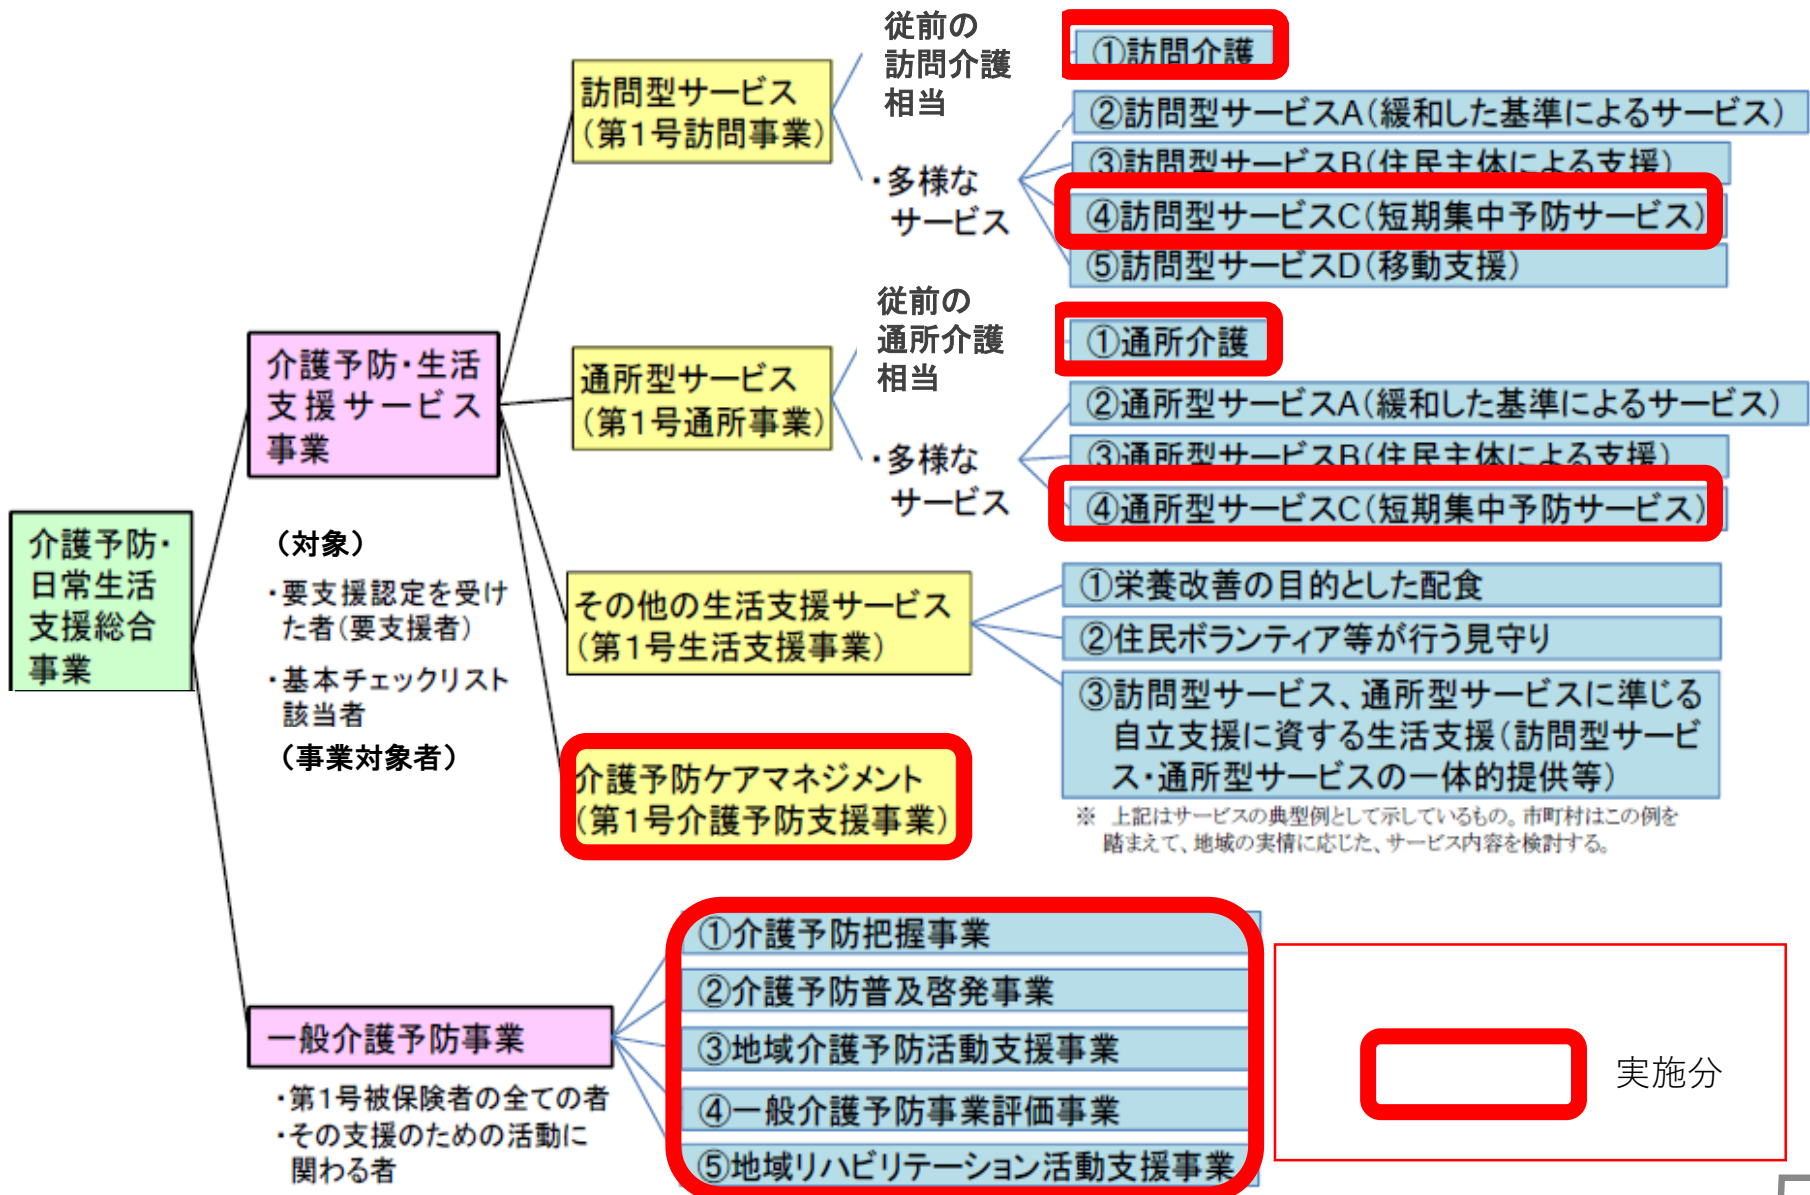 介護予防・
日常生活
支援総合
事業
介護予防・生活
支援サービス
事業
（対象）
・要支援認定を受け
た者（要支援者）
・基本チェックリスト
該当者
（事業対象者）
訪問型サービス
（第1号訪問事業）
従前の
訪問介護
相当
①訪問介護
・多様な
サービス
②訪問型サービスA（緩和した基準によるサービス）
③訪問型サービスB（住民主体による支援）
④訪問型サービスC（短期集中予防サービス）
⑤訪問型サービスD（移動支援）
通所型サービス
（第1号通所事業）
従前の
通所介護
相当
①通所介護
・多様な
サービス
②通所型サービスA（緩和した基準によるサービス）
③通所型サービスB（住民主体による支援）
④通所型サービスC（短期集中予防サービス）
その他の生活支援サービス
（第1号生活支援事業）
①栄養改善の目的とした配食
②住民ボランティア等が行う見守り
③訪問型サービス、通所型サービスに準じる
自立支援に資する生活支援（訪問型サービ
ス・通所型サービスの一体的提供等）
※　上記はサービスの典型例として示しているもの。市町村はこの例を
踏まえて、地域の実情に応じた、サービス内容を検討する。
介護予防ケアマネジメント
（第1号介護予防支援事業）
一般介護予防事業
・第1号被保険者の全ての者
・その支援のための活動に
関わる者
①介護予防把握事業
②介護予防普及啓発事業
③地域介護予防活動支援事業
④一般介護予防事業評価事業
⑤地域リハビリテーション活動支援事業
実施分